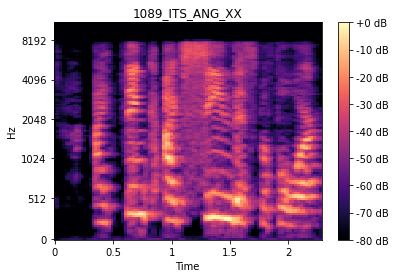 1089_ITS_ANG_XX
+0 dB
8192
-10 dB
4096
-20 dB
-30 dB
2048
Hz
-40 dB
1024
-50 dB
512
-60 dB
-70 dB
0
-80 dB
0 0.5 1 1.5 2
Time